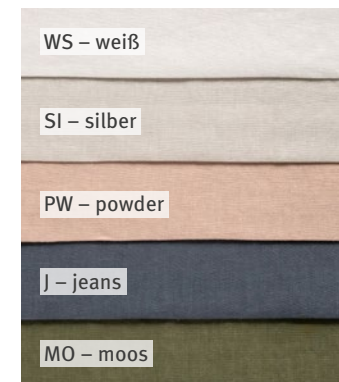 WS – weiß
SI – silber
PW – powder
J – jeans
MO – moos